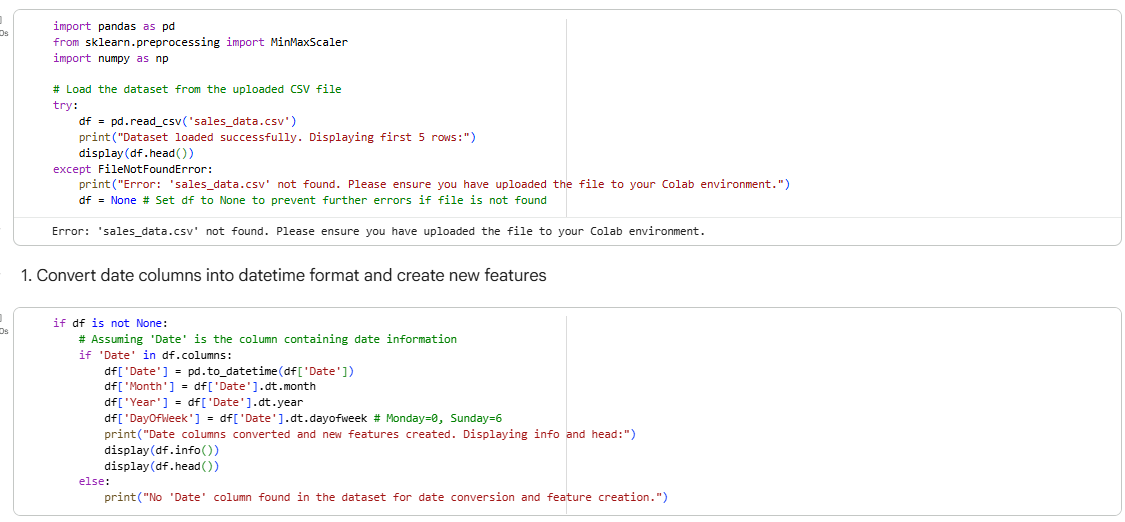 import pandas as pd
from sklearn.preprocessing import MinMaxScaler
import numpy as np
# Load the dataset from the uploaded CSV file
try:
    df = pd.read_csv('sales_data.csv')
    print("Dataset loaded successfully. Displaying first 5 rows:")
    display(df.head())
except FileNotFoundError:
    print("Error: 'sales_data.csv' not found. Please ensure you have uploaded the file to your Colab environment.")
    df = None # Set df to None to prevent further errors if file is not found
Error: 'sales_data.csv' not found. Please ensure you have uploaded the file to your Colab environment.
1. Convert date columns into datetime format and create new features
if df is not None:
    # Assuming 'Date' is the column containing date information
    if 'Date' in df.columns:
        df['Date'] = pd.to_datetime(df['Date'])
        df['Month'] = df['Date'].dt.month
        df['Year'] = df['Date'].dt.year
        df['DayOfWeek'] = df['Date'].dt.dayofweek # Monday=0, Sunday=6
        print("Date columns converted and new features created. Displaying info and head:")
        display(df.info())
        display(df.head())
    else:
        print("No 'Date' column found in the dataset for date conversion and feature creation.")